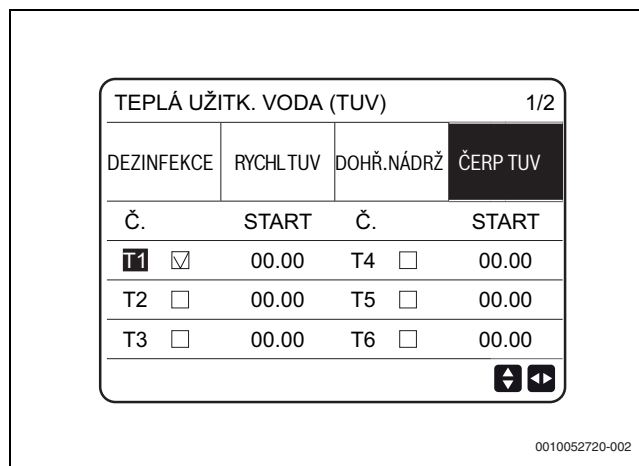 TEPLÁ UŽITK. VODA (TUV) 1/2
DEZINFEKCE RYCHLTUV DOHŘ.NÁDRŽ ČERP TUV
Č. START Č. START
T1 00.00 T4 00.00
T2 00.00 T5 00.00
T3 00.00 T6 00.00
0010052720-002